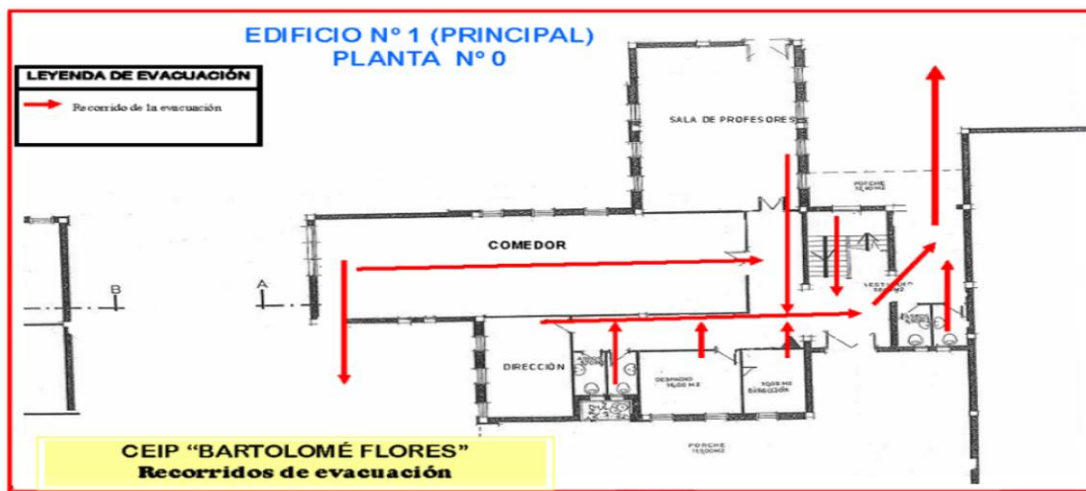 EDIFICIO Nº 1 (PRINCIPAL)
PLANTA Nº 0
LEYENDA DE EVACUACIÓN
Recorrido de la evacuación
SALA DE PROFESORES
PORCHE
COMEDOR
B
A
DIRECCIÓN
DESPACHO
PORCHE
CEIP “BARTOLOMÉ FLORES”
Recorridos de evacuación